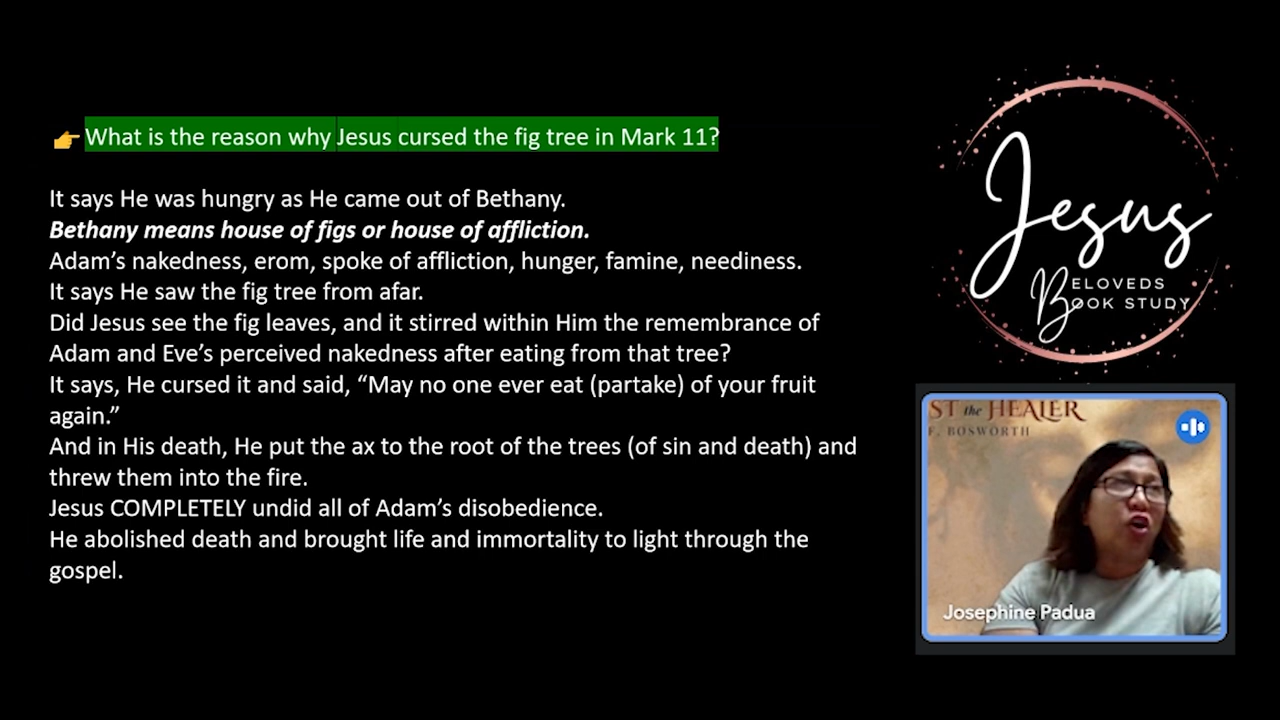 👉 What is the reason why Jesus cursed the fig tree in Mark 11?
It says He was hungry as He came out of Bethany.
Bethany means house of figs or house of affliction.
Adam’s nakedness, erom, spoke of affliction, hunger, famine, neediness.
It says He saw the fig tree from afar.
Did Jesus see the fig leaves, and it stirred within Him the remembrance of
Adam and Eve’s perceived nakedness after eating from that tree?
It says, He cursed it and said, “May no one ever eat (partake) of your fruit
again.”
And in His death, He put the ax to the root of the trees (of sin and death) and
threw them into the fire.
Jesus COMPLETELY undid all of Adam’s disobedience.
He abolished death and brought life and immortality to light through the
gospel.
Jesus
BELOVEDS
BOOK STUDY
ST the HEALER
F. BOSWORTH
Josephine Padua